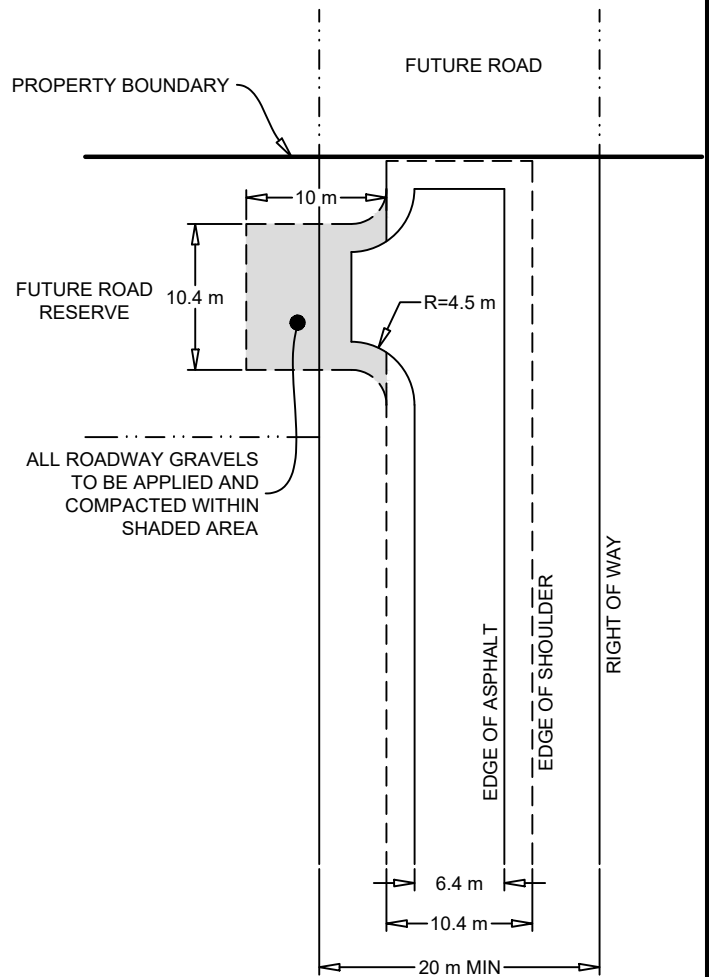 FUTURE ROAD
PROPERTY BOUNDARY
10 m
FUTURE ROAD
RESERVE
10.4 m
R=4.5 m
ALL ROADWAY GRAVELS
TO BE APPLIED AND
COMPACTED WITHIN
SHADED AREA
EDGE OF ASPHALT
EDGE OF SHOULDER
RIGHT OF WAY
6.4 m
10.4 m
20 m MIN